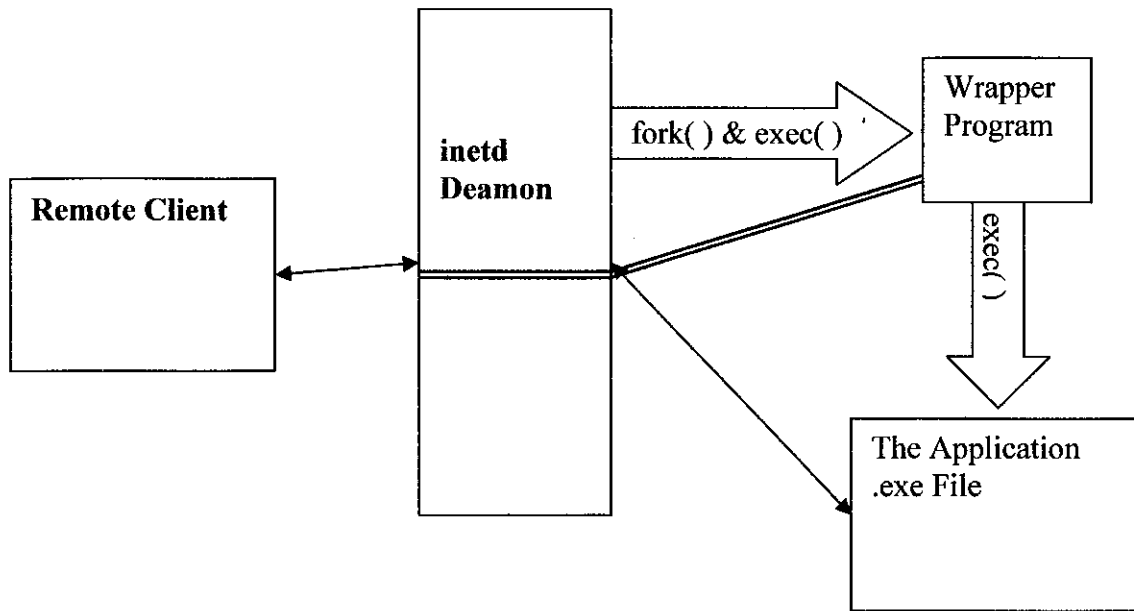 Remote Client
inetd
Deamon
fork( ) & exec( )
Wrapper
Program
exec( )
The Application
.exe File